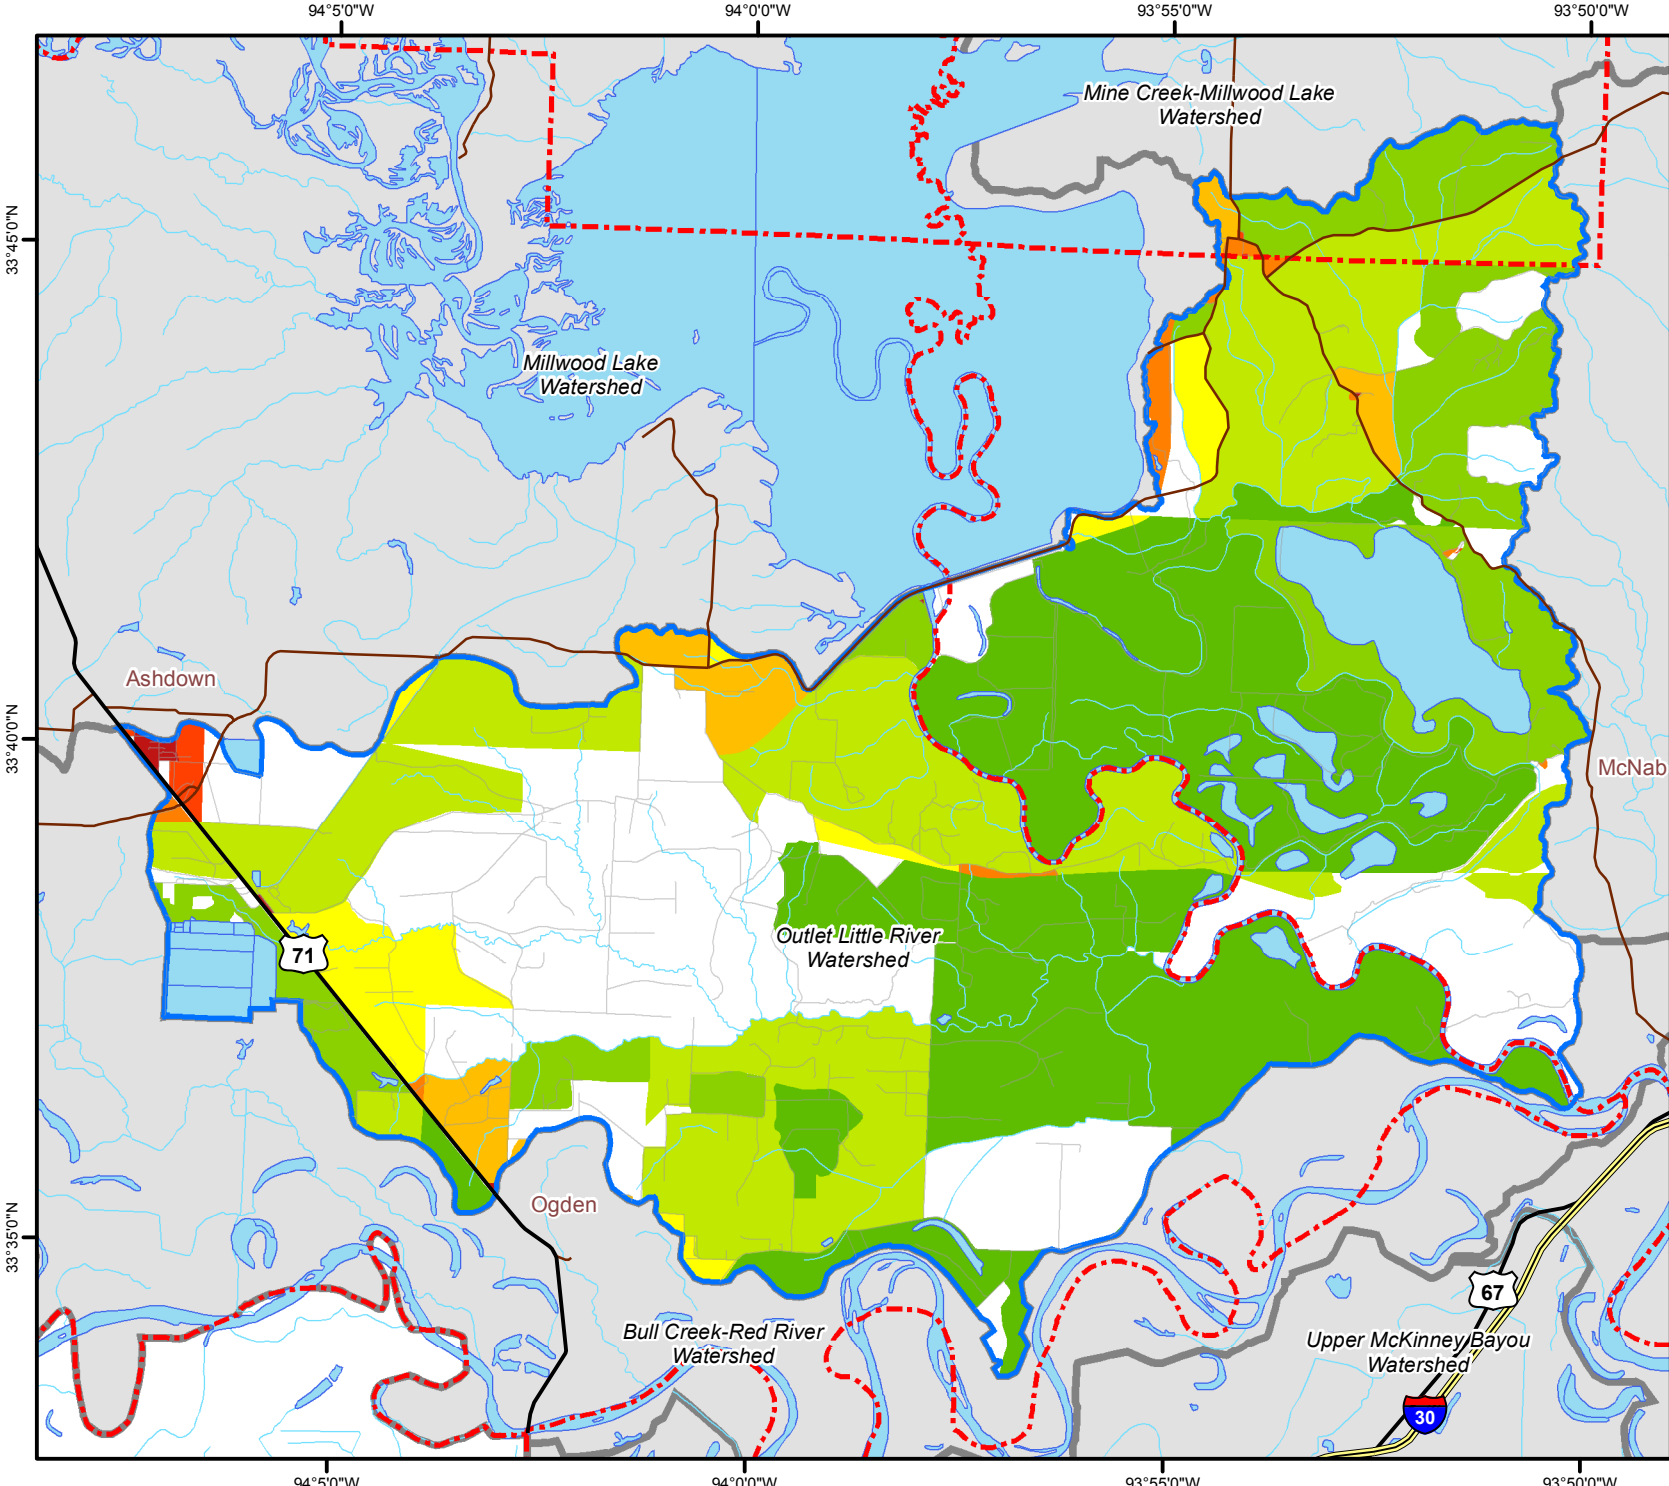 94°5'0"W
94°0'0"W
93°55'0"W
93°50'0"W
Mine Creek-Millwood Lake
Watershed
33°45'0"N
Millwood Lake
Watershed
Ashdown
33°40'0"N
McNab
71
Outlet Little River
Watershed
Ogden
33°35'0"N
67
Bull Creek-Red River
Watershed
Upper McKinney Bayou
Watershed
30
94°5'0"W
94°0'0"W
93°55'0"W
93°50'0"W